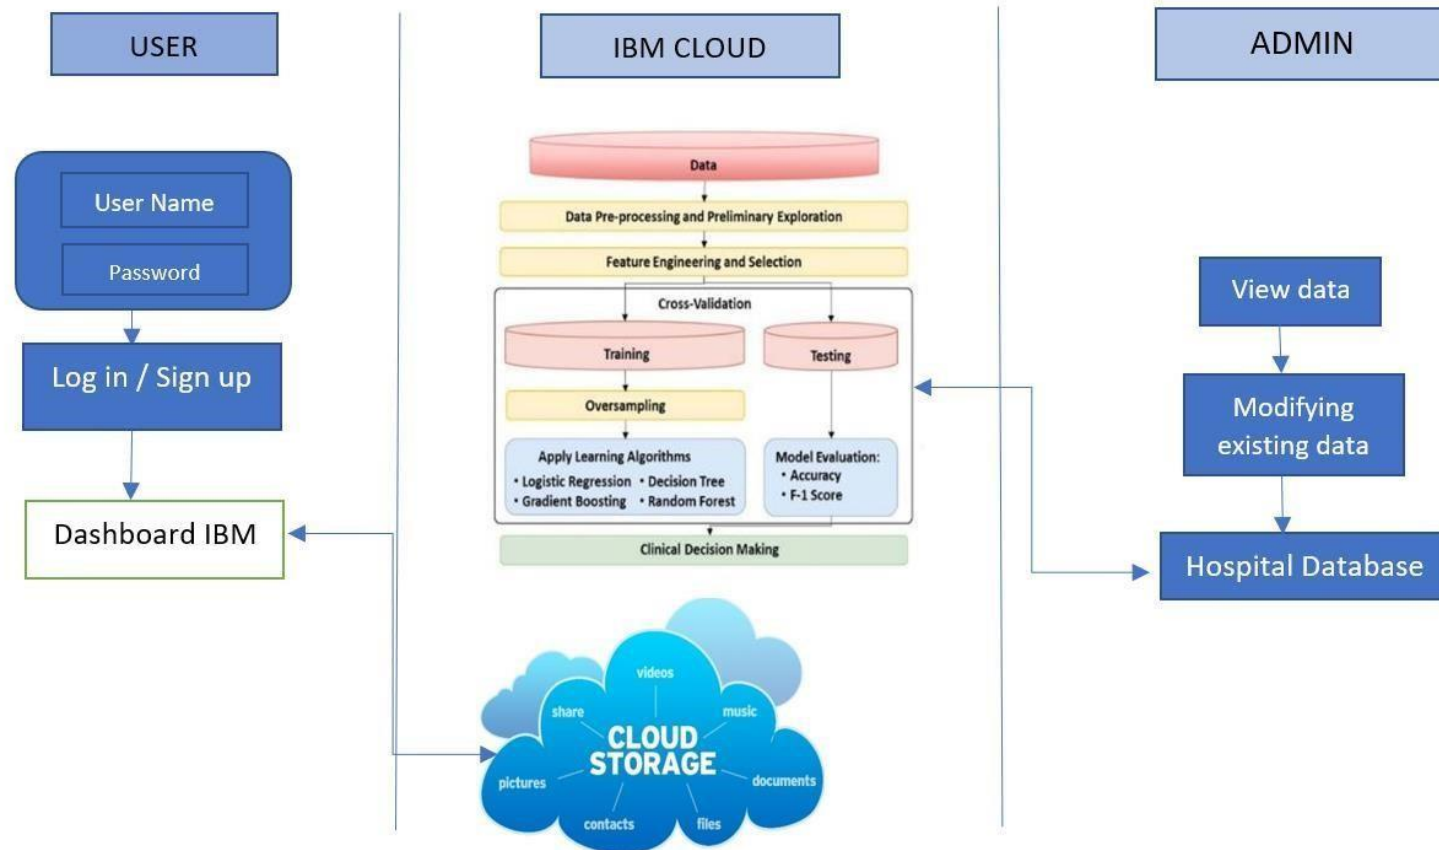 USER
IBM CLOUD
ADMIN
User Name
Password
Log in / Sign up
Dashboard IBM
Data
Data Pre-processing and Preliminary Exploration
Feature Engineering and Selection
Cross-Validation
Training
Testing
Oversampling
Apply Learning Algorithms
• Logistic Regression • Decision Tree
• Gradient Boosting • Random Forest
Model Evaluation:
• Accuracy
• F-1 Score
Clinical Decision Making
videos
share
music
CLOUD
STORAGE
pictures
documents
contacts
files
View data
Modifying
existing data
Hospital Database